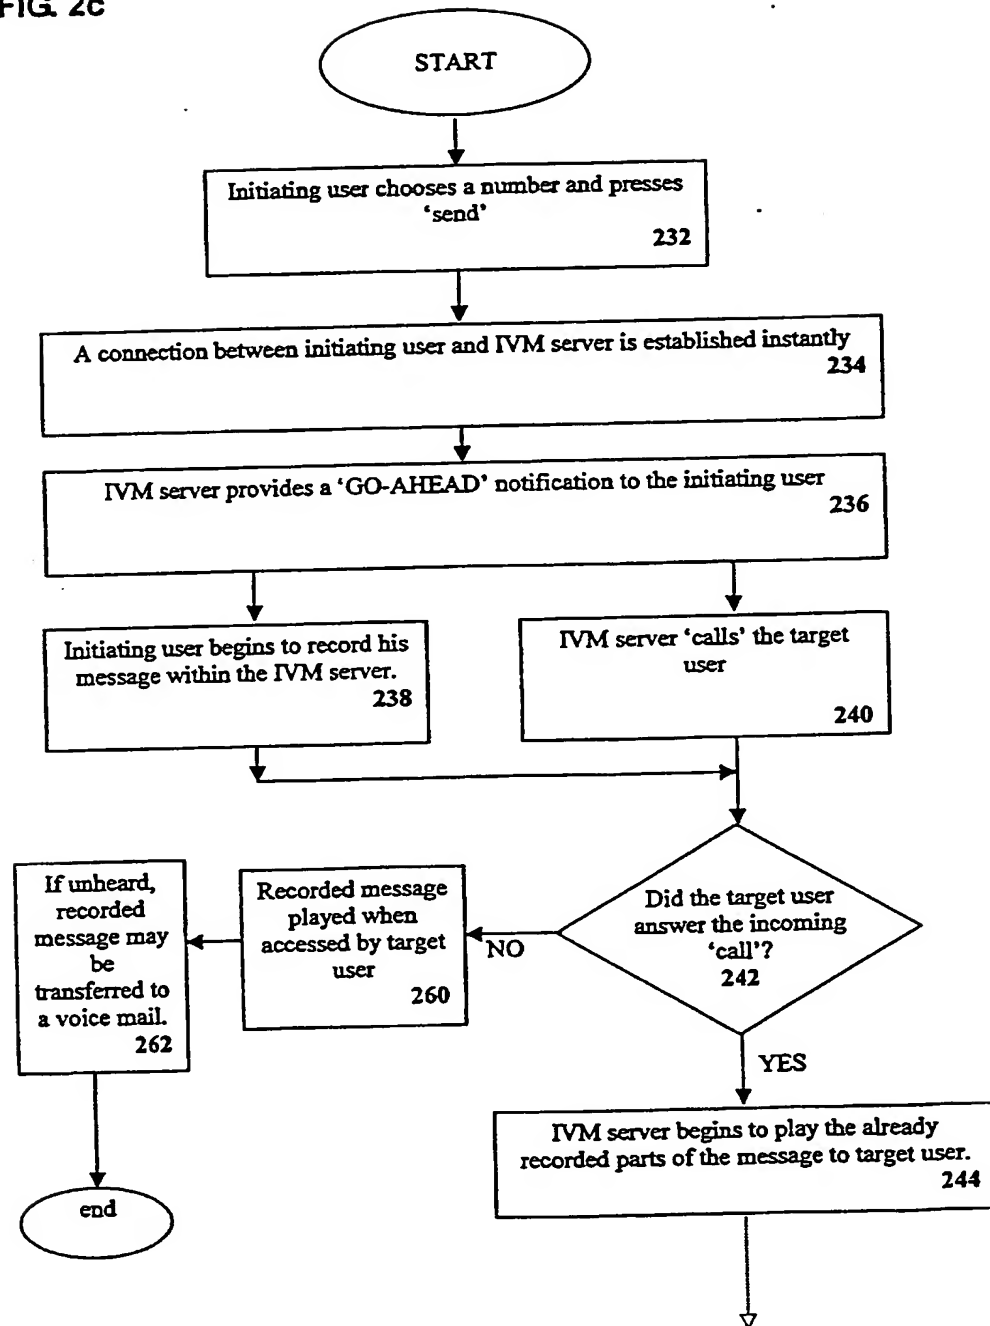 FIG. 2c
START
Initiating user chooses a number and presses
‘send’
232
A connection between initiating user and IVM server is established instantly
234
IVM server provides a ‘GO-AHEAD’ notification to the initiating user
236
Initiating user begins to record his
message within the IVM server.
238
IVM server ‘calls’ the target
user
240
Did the target user
answer the incoming
‘call’?
242
NO
Recorded message
played when
accessed by target
user
260
If unheard,
recorded
message may
be
transferred to
a voice mail.
262
end
YES
IVM server begins to play the already
recorded parts of the message to target user.
244